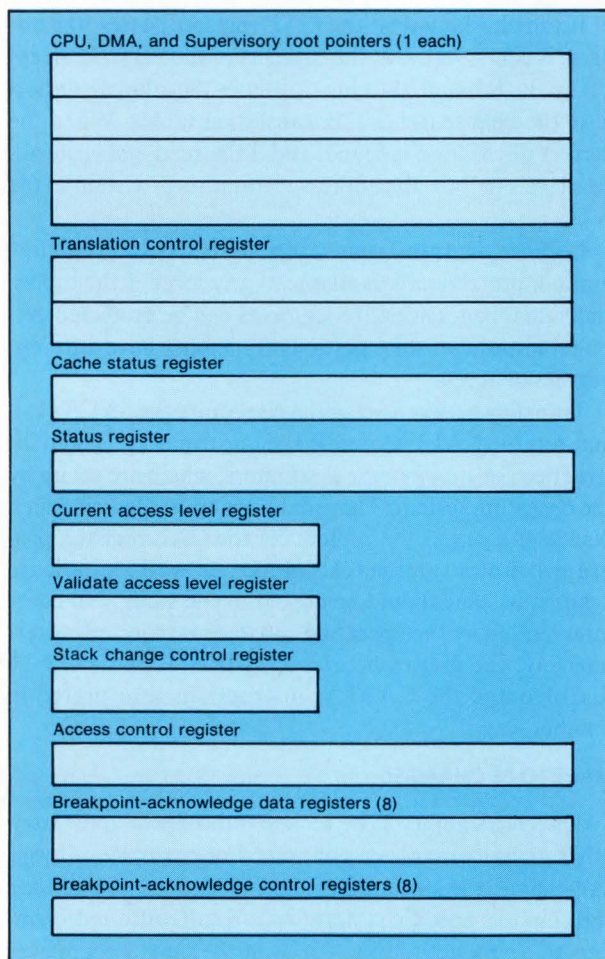 CPU, DMA, and Supervisory root pointers (1 each)
Translation control register
Cache status register
Status register
Current access level register
Validate access level register
Stack change control register
Access control register
Breakpoint-acknowledge data registers (8)
Breakpoint-acknowledge control registers (8)